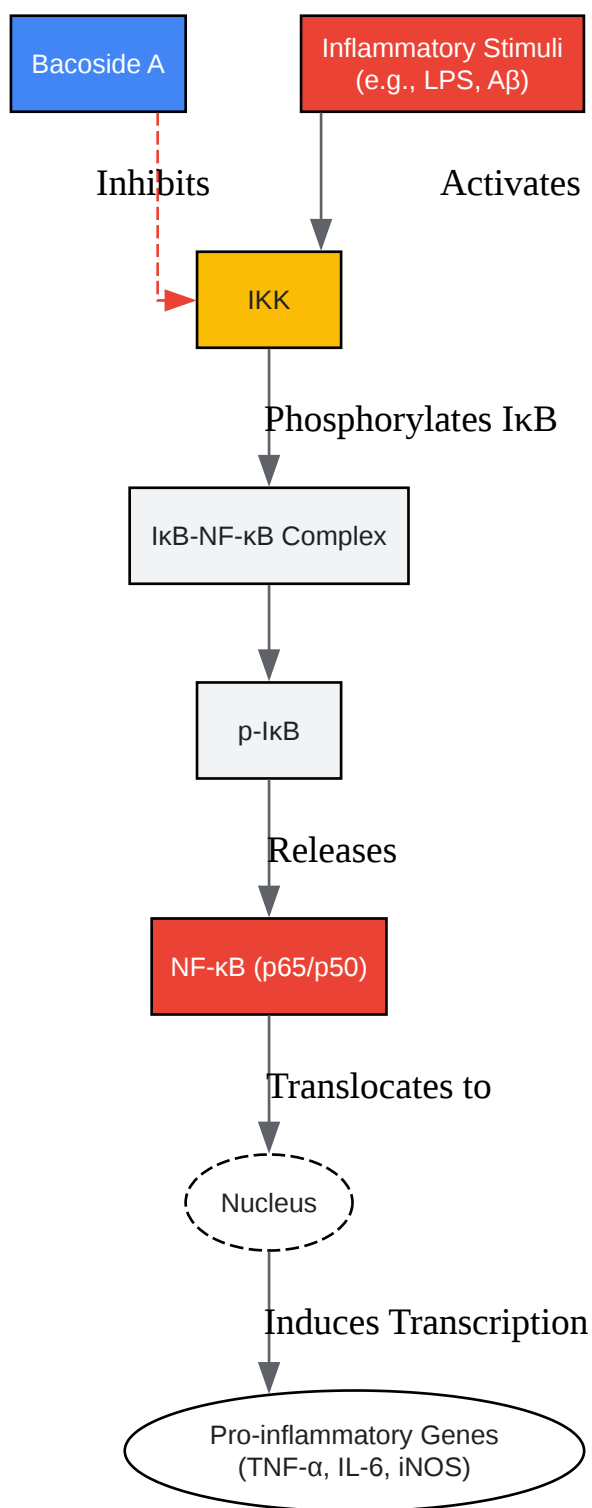 Bacoside A
Inflammatory Stimuli
(e.g., LPS, Aβ)
Inhibits
Activates
IKK
Phosphorylates IκB
IκB-NF-κB Complex
p-IκB
Releases
NF-κB (p65/p50)
Translocates to
Nucleus
Induces Transcription
Pro-inflammatory Genes
(TNF-α, IL-6, iNOS)